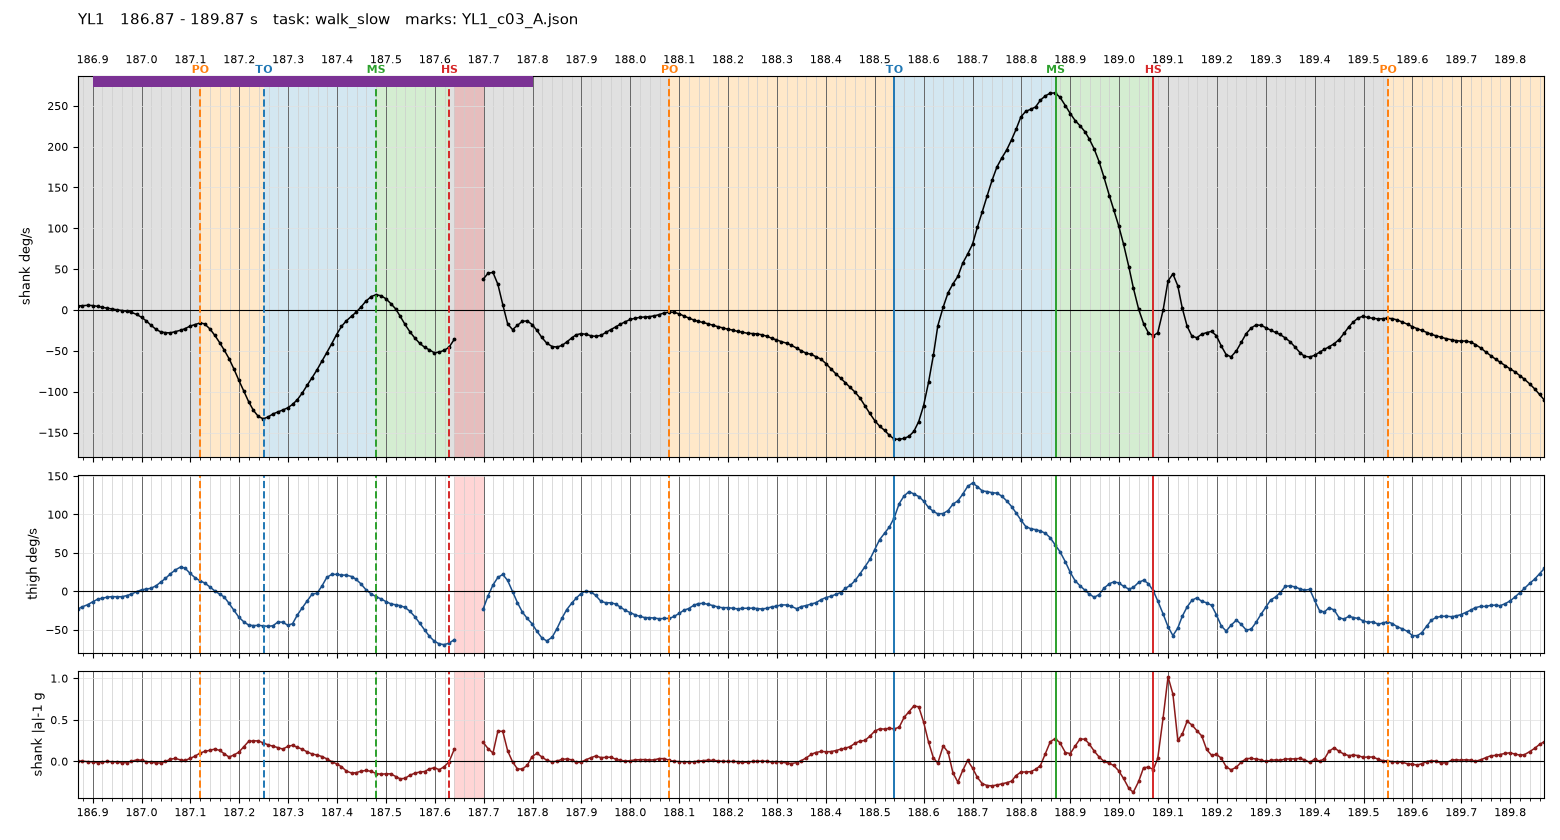 YL1 186.87 - 189.87 s task: walk_slow marks: YL1_c03_A.json
186.9 187.0 187.1 187.2 187.3 187.4 187.5 187.6 187.7 187.8 187.9 188.0 188.1 188.2 188.3 188.4 188.5 188.6 188.7 188.8 188.9 189.0 189.1 189.2 189.3 189.4 189.5 189.6 189.7 189.8
PO TO MS HS PO TO MS HS PO
shank deg/s
250
200
150
100
50
0
−50
−100
−150
thigh deg/s
150
100
50
0
−50
shank |a|-1 g
1.0
0.5
0.0
186.9 187.0 187.1 187.2 187.3 187.4 187.5 187.6 187.7 187.8 187.9 188.0 188.1 188.2 188.3 188.4 188.5 188.6 188.7 188.8 188.9 189.0 189.1 189.2 189.3 189.4 189.5 189.6 189.7 189.8